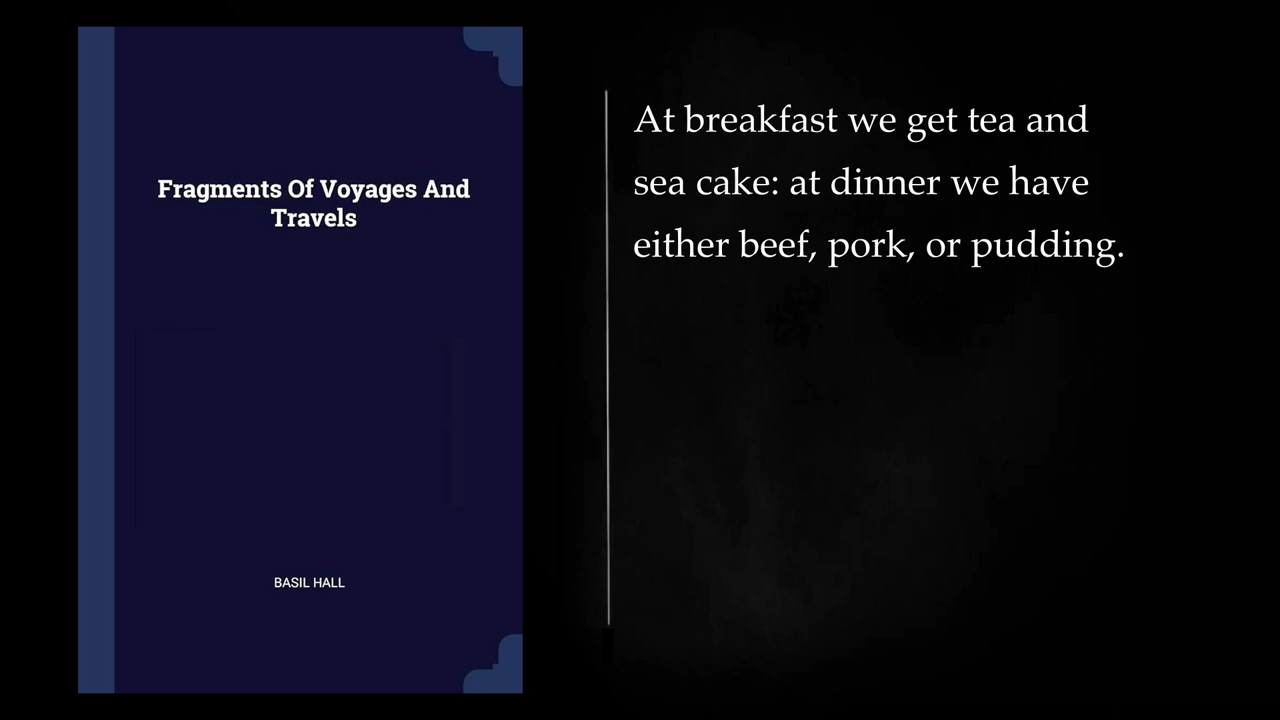 Fragments Of Voyages And
Travels
BASIL HALL
At breakfast we get tea and
sea cake: at dinner we have
either beef, pork, or pudding.